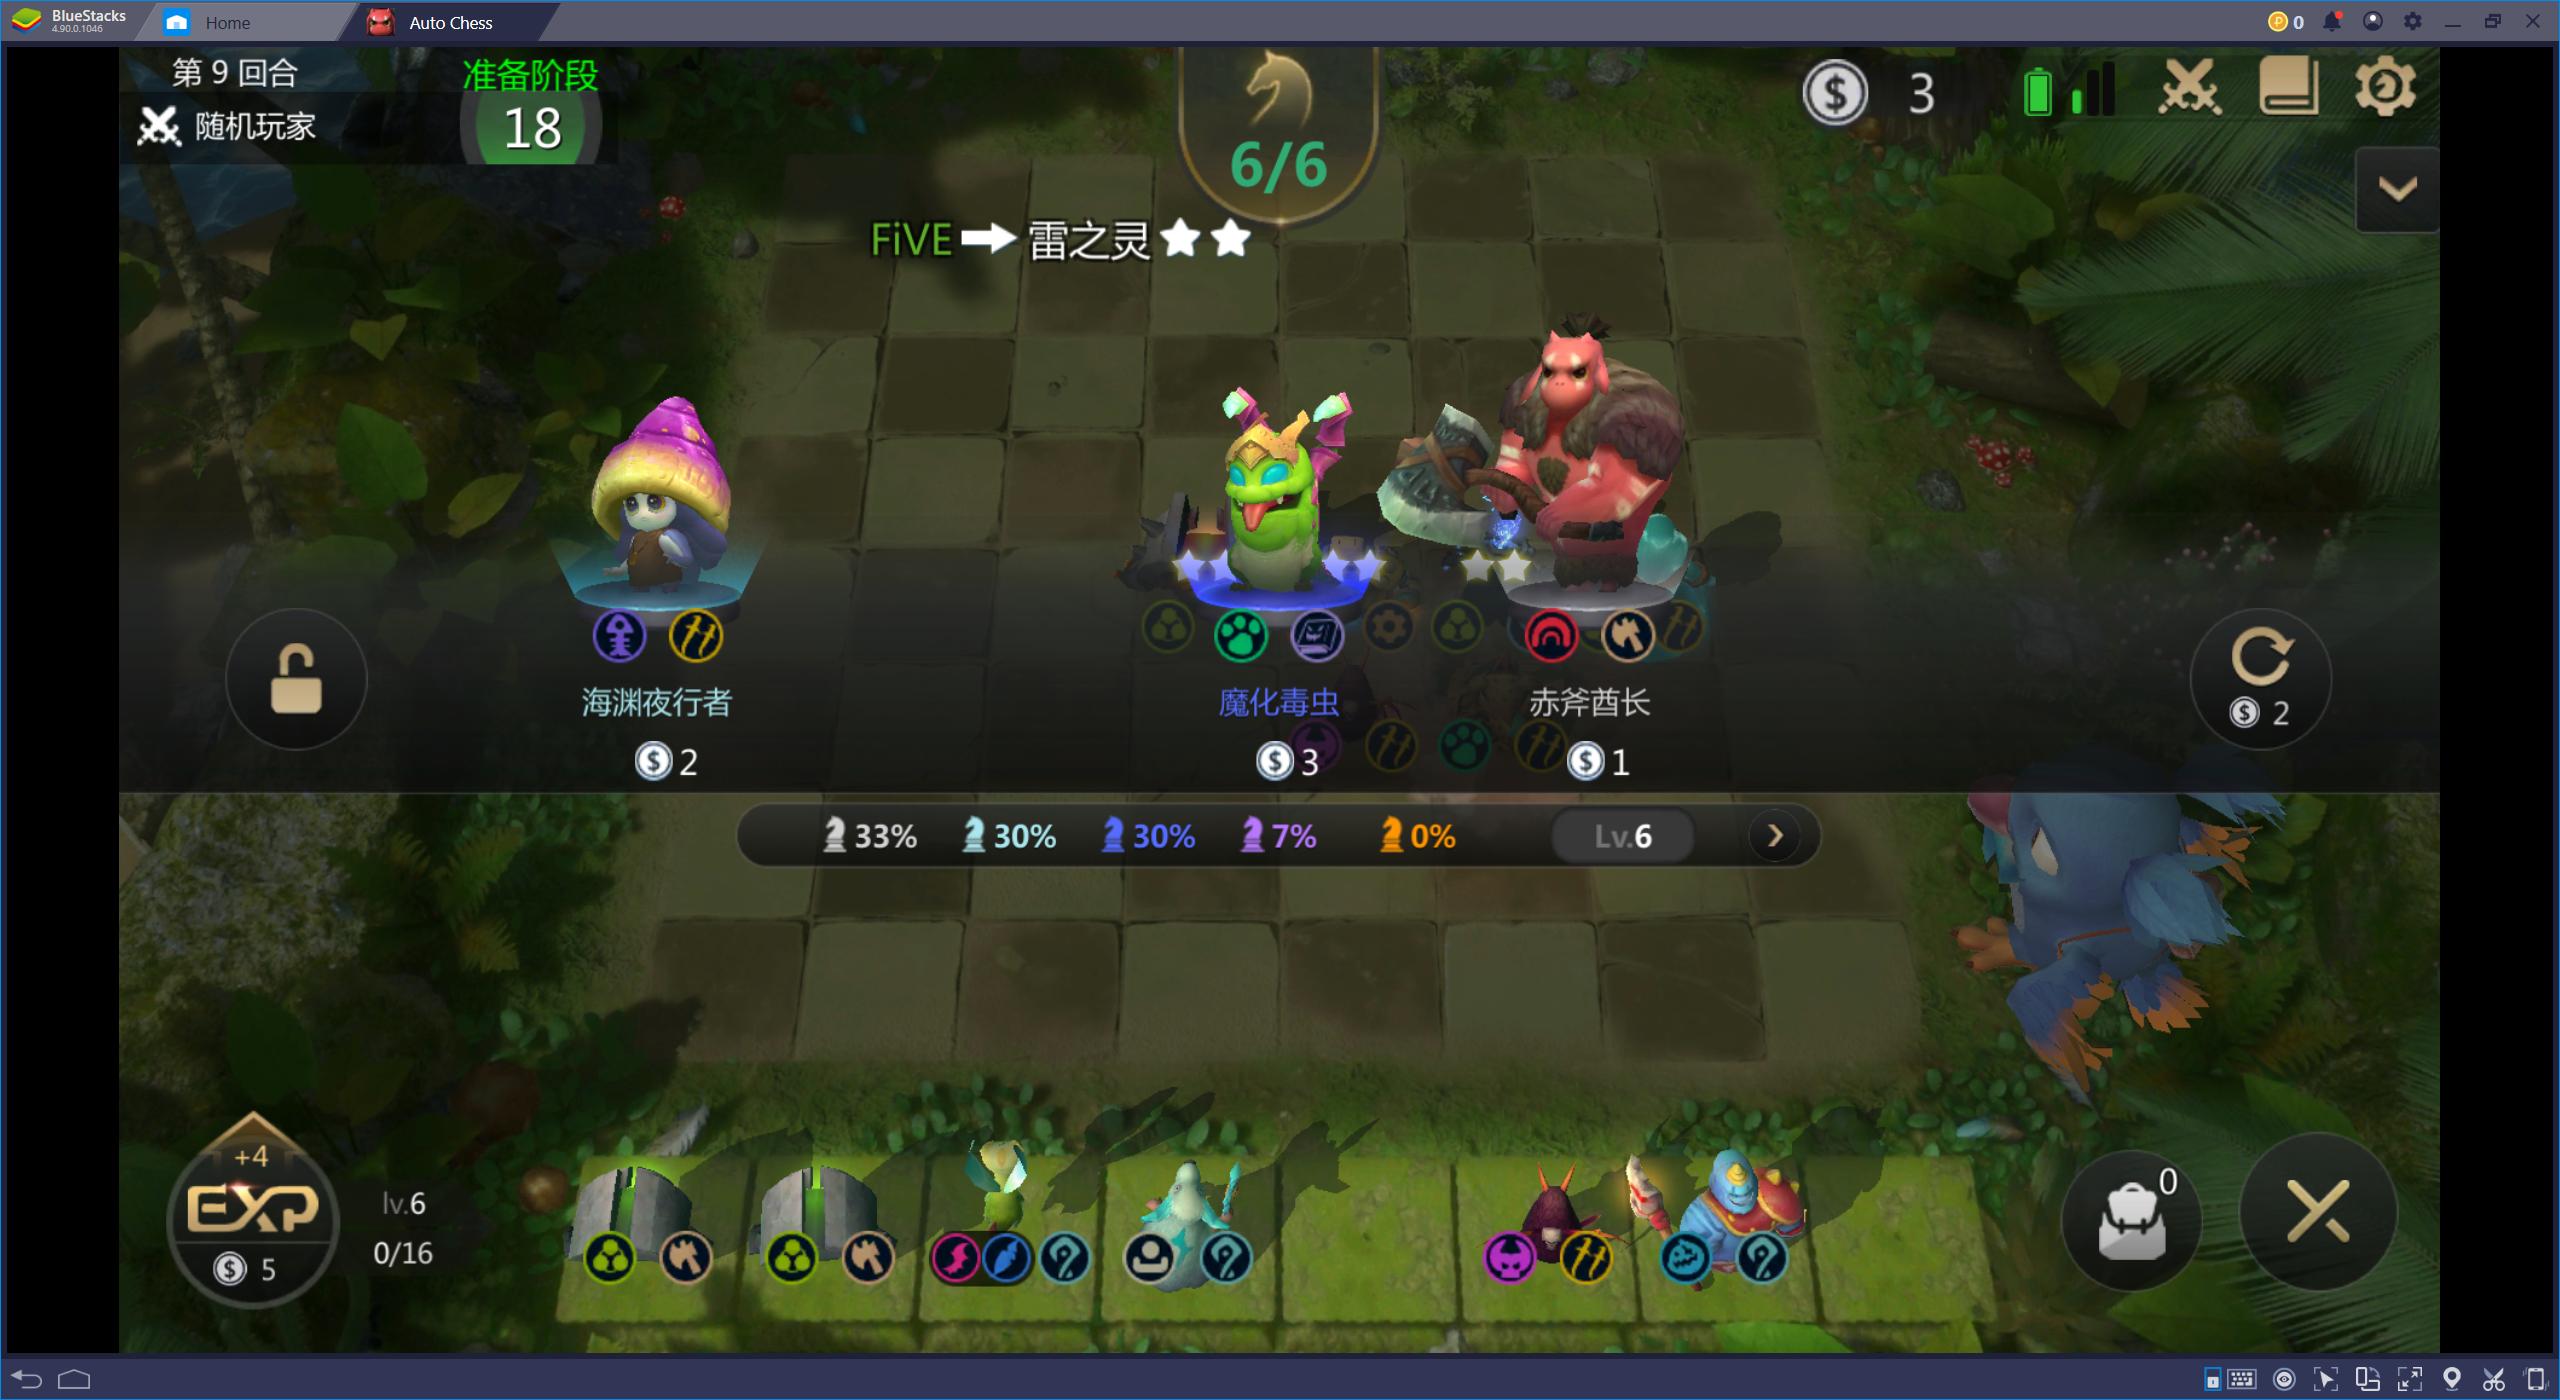 BlueStacks
4.90.0.1046
Home
Auto Chess
0
第 9 回合
随机玩家
准备阶段
18
6/6
3
FiVE 雷之灵
海渊夜行者
2
魔化毒虫
3
赤斧酋长
1
2
33% 30% 30% 7% 0% Lv.6
+4
EXP
5
lv.6
0/16
0